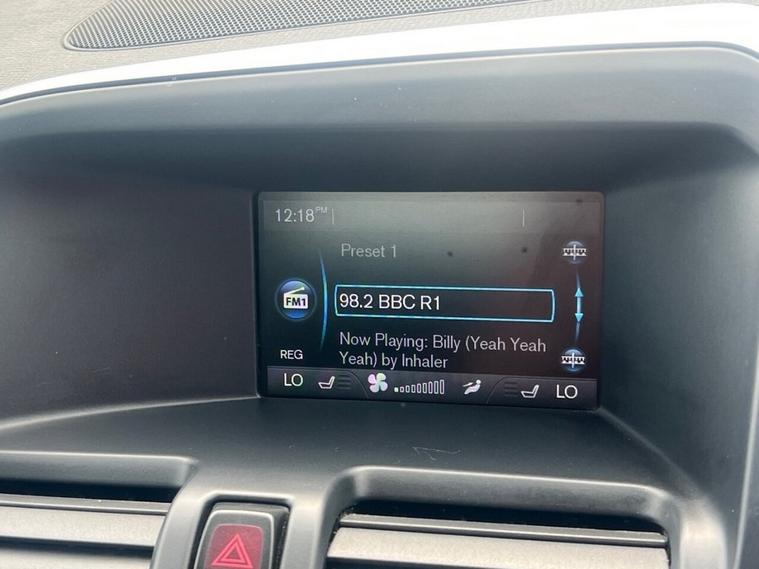 12:18 PM
Preset 1
FM1
98.2 BBC R1
Now Playing: Billy (Yeah Yeah
Yeah) by Inhaler
REG
LO LO